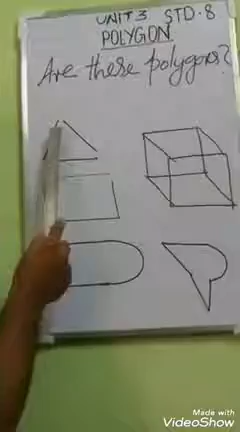 UNIT 3 STD. 8
POLYGON
Are these polygons?
Made with
VideoShow